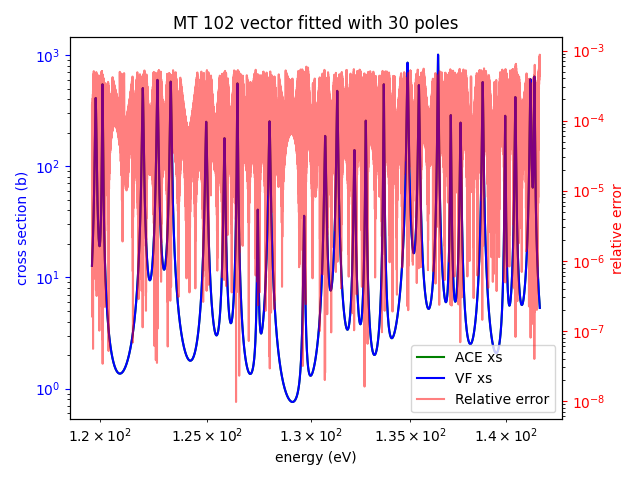 MT 102 vector fitted with 30 poles
10³
10²
10¹
10⁰
cross section (b)
10⁻³
10⁻⁴
10⁻⁵
10⁻⁶
10⁻⁷
10⁻⁸
relative error
ACE xs
VF xs
Relative error
1.2 × 10² 1.25 × 10² 1.3 × 10² 1.35 × 10² 1.4 × 10²
energy (eV)